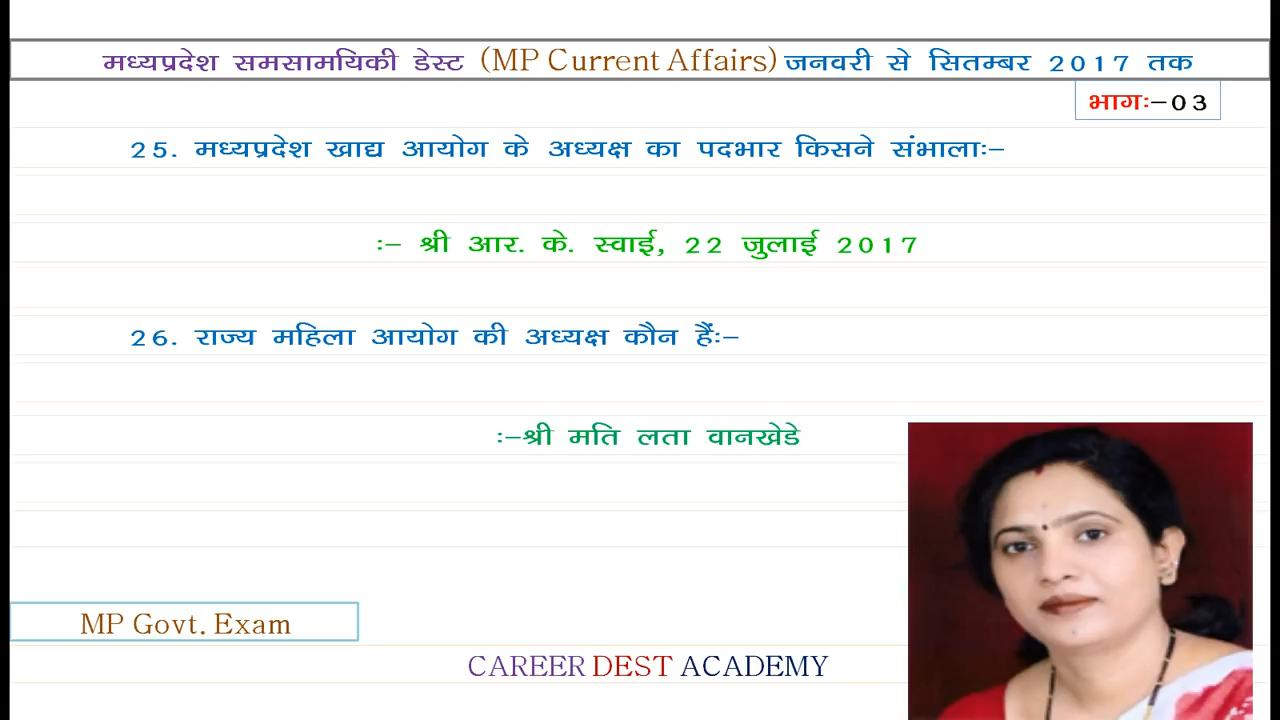 मध्यप्रदेश समसामयिकी डेस्ट (MP Current Affairs) जनवरी से सितम्बर 2017 तक
भागः–03
25. मध्यप्रदेश खाद्य आयोग के अध्यक्ष का पदभार किसने संभालाः–
ः– श्री आर. के. स्वाई, 22 जुलाई 2017
26. राज्य महिला आयोग की अध्यक्ष कौन हैंः–
ः–श्री मति लता वानखेडे
MP Govt. Exam
CAREER DEST ACADEMY